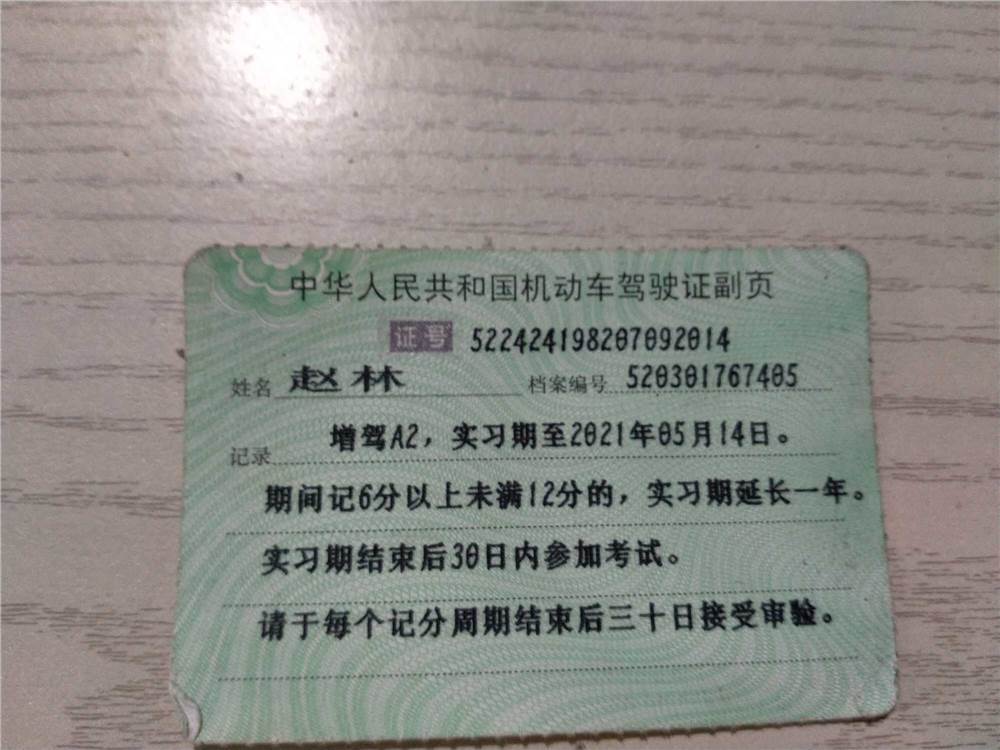 中华人民共和国机动车驾驶证副页
证号 522424198207092014
姓名 赵林 档案编号 520301767405
记录 增驾A2，实习期至2021年05月14日。
期间记6分以上未满12分的，实习期延长一年。
实习期结束后30日内参加考试。
请于每个记分周期结束后三十日接受审验。